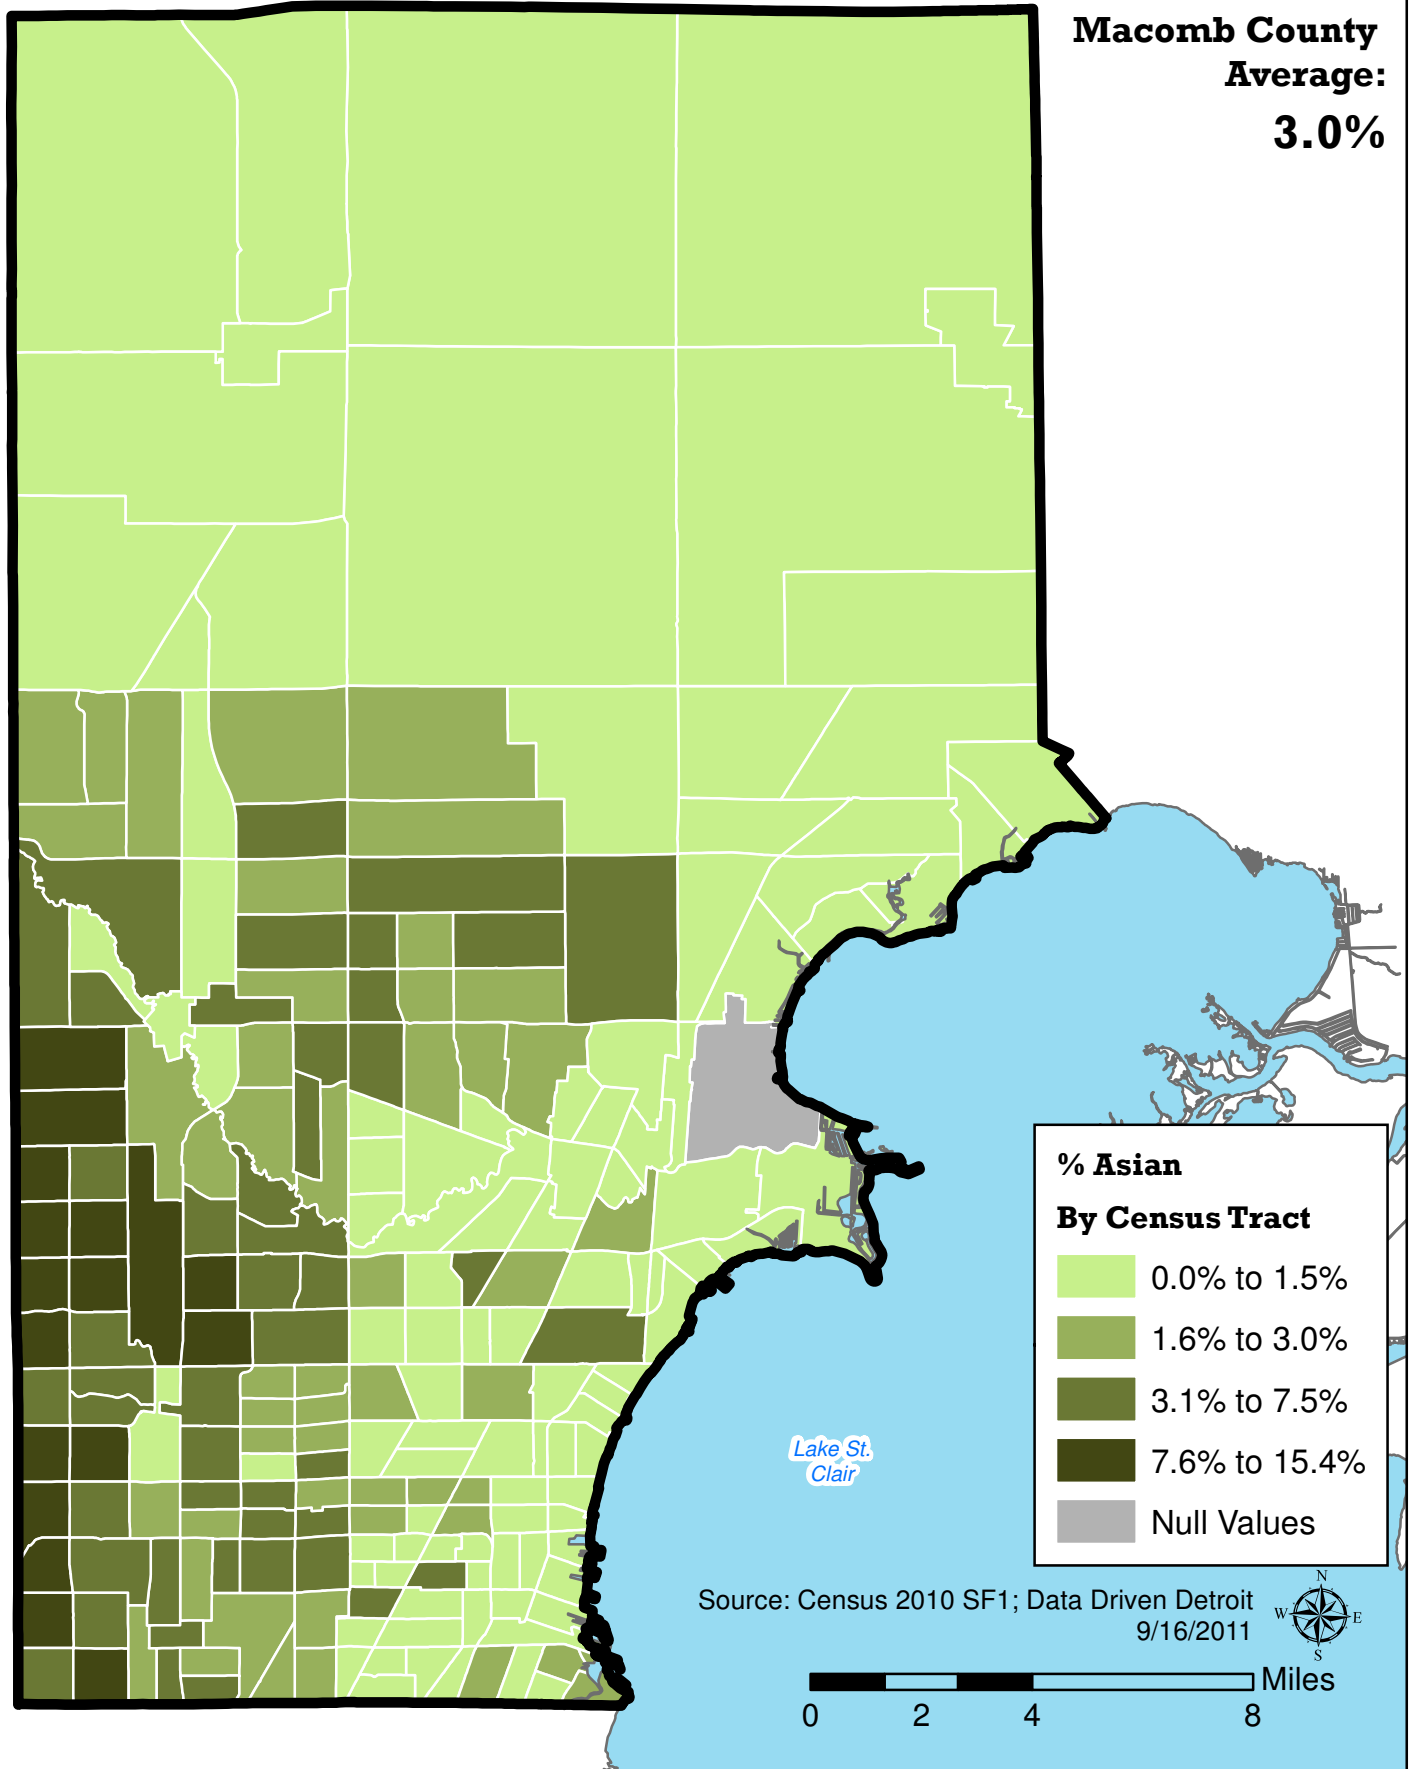 Macomb County
Average:
3.0%
% Asian
By Census Tract
0.0% to 1.5%
1.6% to 3.0%
3.1% to 7.5%
7.6% to 15.4%
Null Values
Lake St.
Clair
Source: Census 2010 SF1; Data Driven Detroit
9/16/2011
N
W E
S
Miles
0 2 4 8